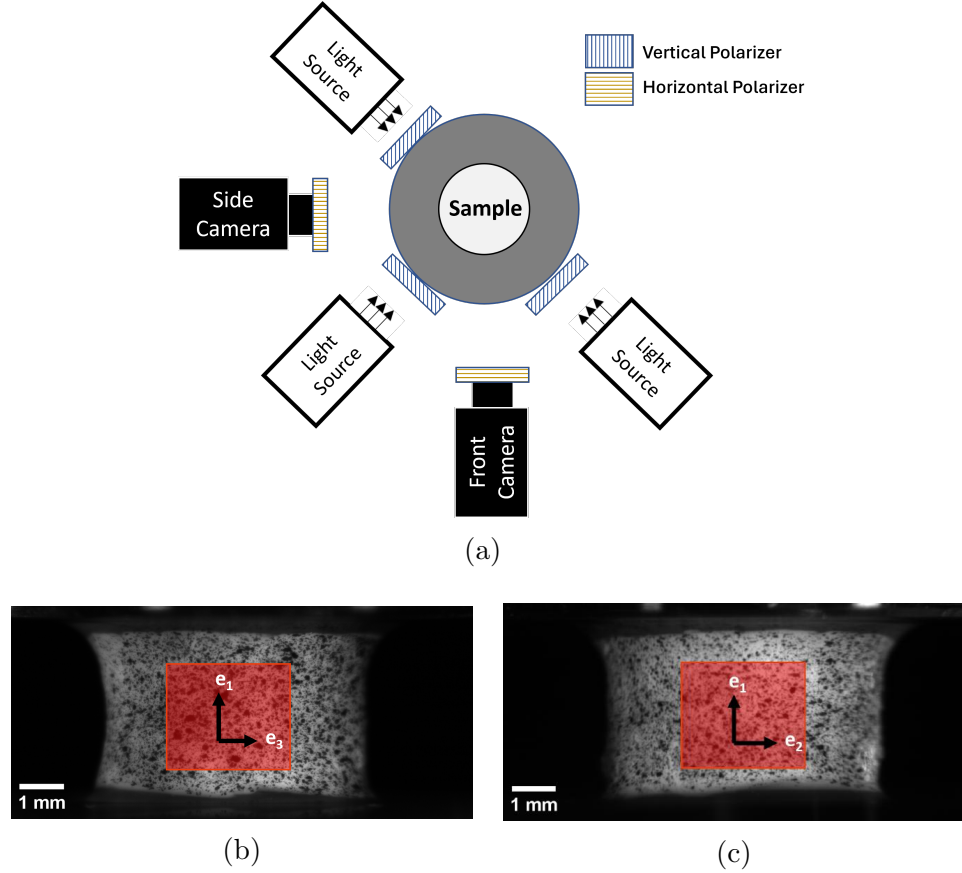 Light
Source
Vertical Polarizer
Horizontal Polarizer
Side
Camera
Sample
Light
Source
Light
Source
Front
Camera
(a)
e1
e3
1 mm
(b)
e1
e2
1 mm
(c)